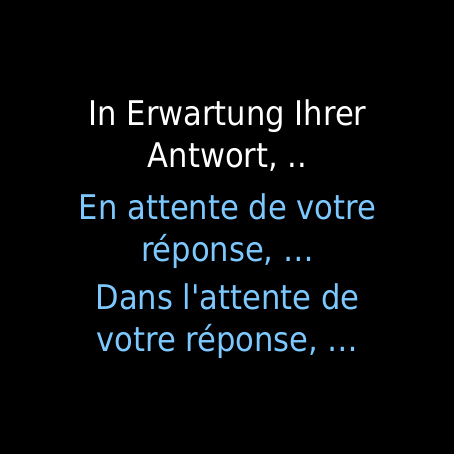 In Erwartung Ihrer
Antwort, ..
En attente de votre
réponse, ...
Dans l'attente de
votre réponse, ...